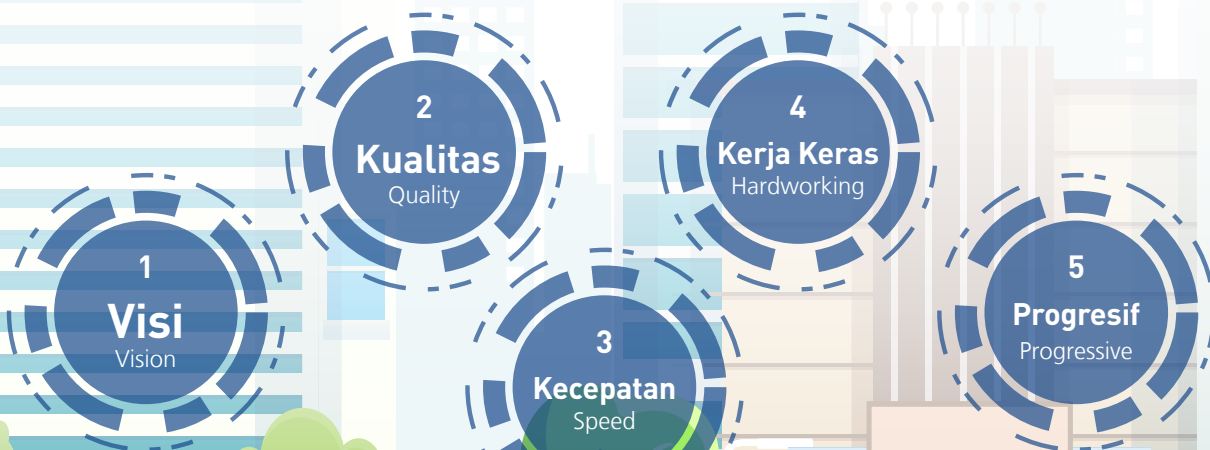 1
Visi
Vision
2
Kualitas
Quality
3
Kecepatan
Speed
4
Kerja Keras
Hardworking
5
Progresif
Progressive